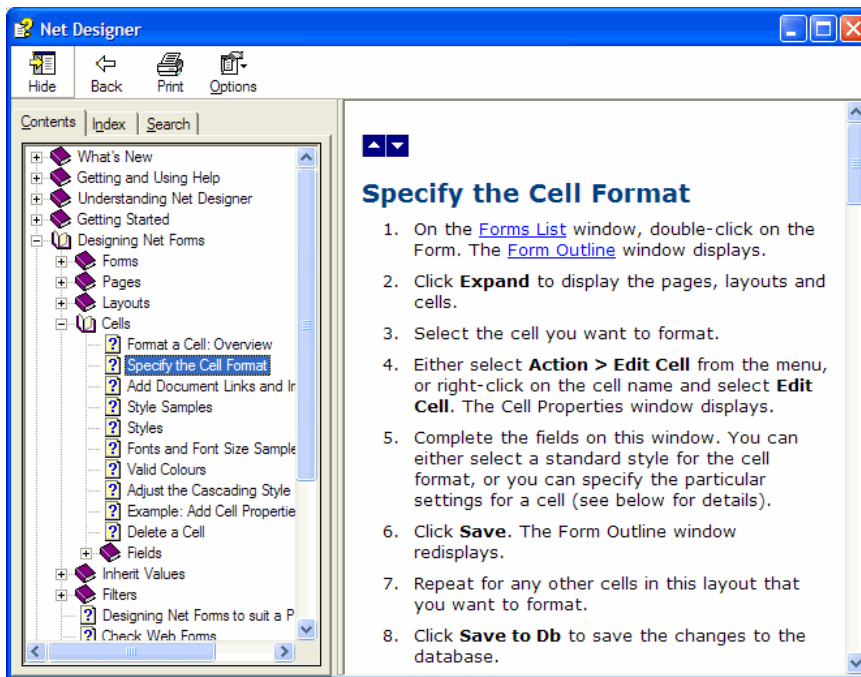 Net Designer
Hide Back Print Options
Contents Index Search
What's New
Getting and Using Help
Understanding Net Designer
Getting Started
Designing Net Forms
Forms
Pages
Layouts
Cells
Format a Cell: Overview
Specify the Cell Format
Add Document Links and Ir
Style Samples
Styles
Fonts and Font Size Sample
Valid Colours
Adjust the Cascading Style
Example: Add Cell Propertie
Delete a Cell
Fields
Inherit Values
Filters
Designing Net Forms to suit a P
Check Web Forms
Specify the Cell Format
1. On the Forms List window, double-click on the
Form. The Form Outline window displays.
2. Click Expand to display the pages, layouts and
cells.
3. Select the cell you want to format.
4. Either select Action > Edit Cell from the menu,
or right-click on the cell name and select Edit
Cell. The Cell Properties window displays.
5. Complete the fields on this window. You can
either select a standard style for the cell
format, or you can specify the particular
settings for a cell (see below for details).
6. Click Save. The Form Outline window
redisplays.
7. Repeat for any other cells in this layout that
you want to format.
8. Click Save to Db to save the changes to the
database.